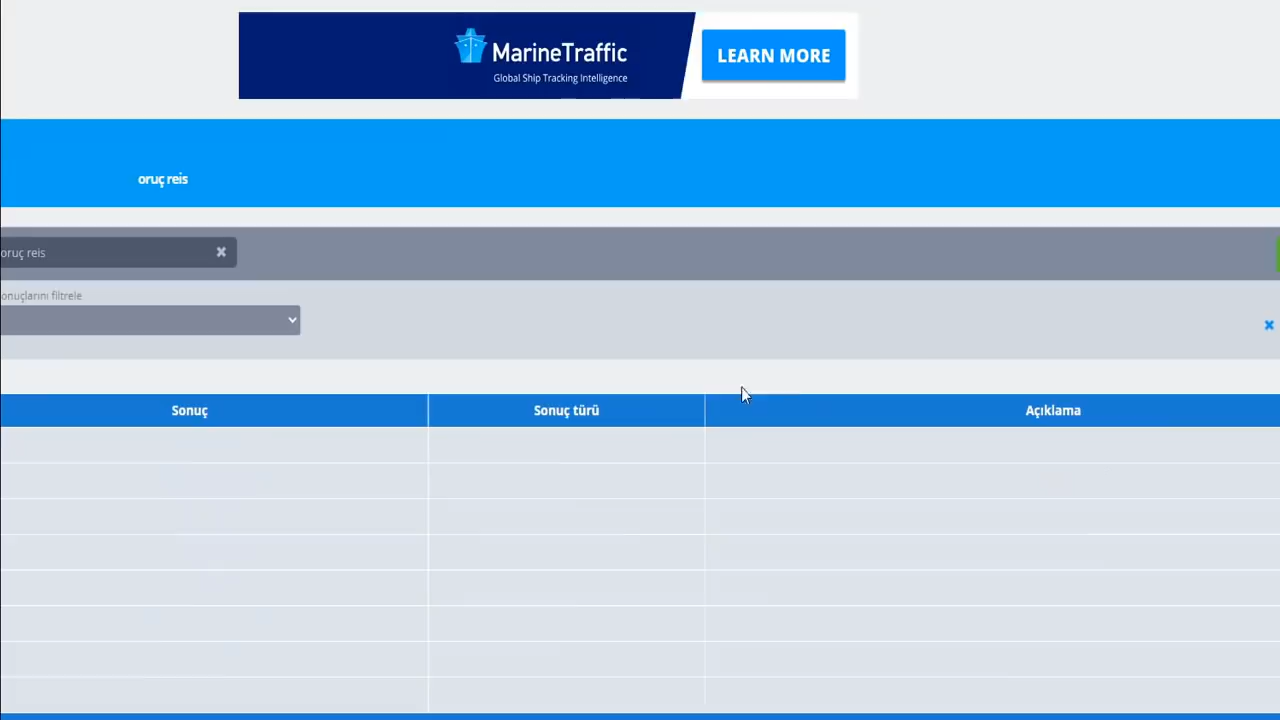 MarineTraffic
Global Ship Tracking Intelligence
LEARN MORE
oruç reis
oruç reis
onuçlarını filtrele
Sonuç Sonuç türü Açıklama